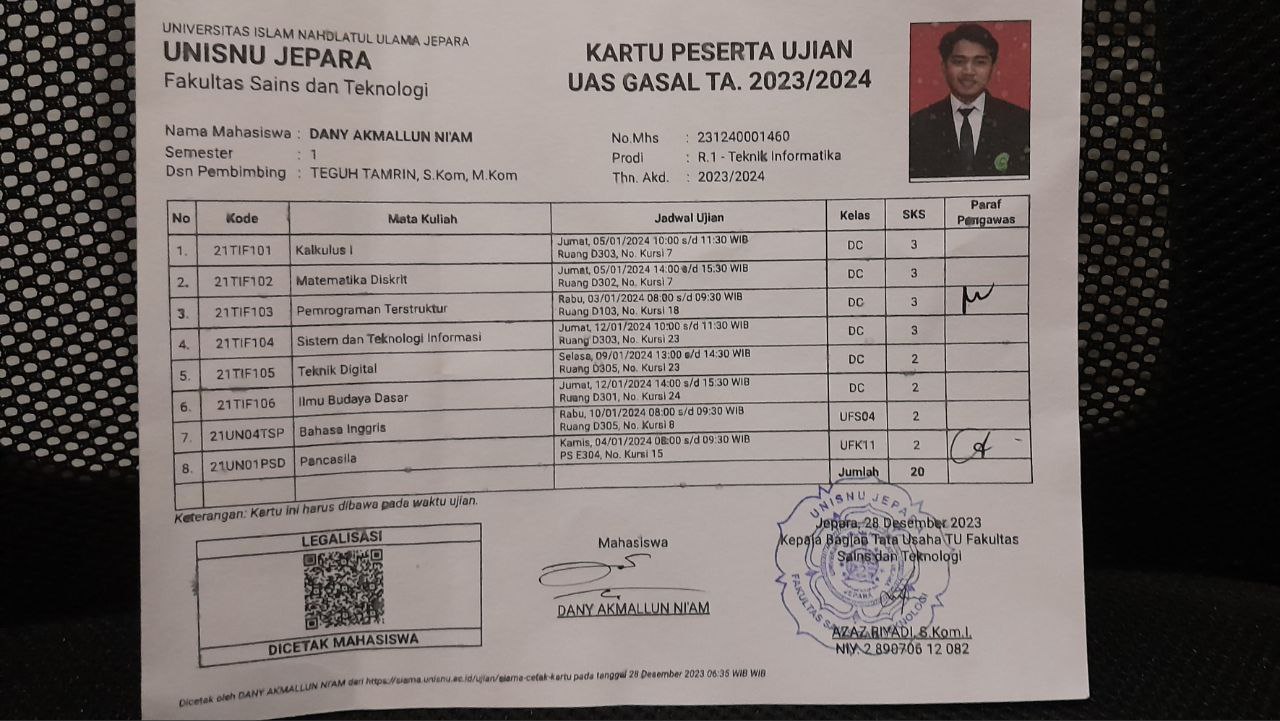 UNIVERSITAS ISLAM NAHDLATUL ULAMA JEPARA
UNISNU JEPARA
Fakultas Sains dan Teknologi
KARTU PESERTA UJIAN
UAS GASAL TA. 2023/2024
Nama Mahasiswa : DANY AKMALLUN NI'AM
Semester : 1
Dsn Pembimbing : TEGUH TAMRIN, S.Kom, M.Kom
No.Mhs : 231240001460
Prodi : R.1 - Teknik Informatika
Thn. Akd. : 2023/2024
No Kode Mata Kuliah Jadwal Ujian Kelas SKS Paraf Pengawas
1. 21TIF101 Kalkulus I Jumat, 05/01/2024 10:00 s/d 11:30 WIB DC 3
Ruang D303, No. Kursi 7
2. 21TIF102 Matematika Diskrit Jumat, 05/01/2024 14:00 s/d 15:30 WIB DC 3
Ruang D302, No. Kursi 7
3. 21TIF103 Pemrograman Terstruktur Rabu, 03/01/2024 08:00 s/d 09:30 WIB DC 3
Ruang D103, No. Kursi 18
4. 21TIF104 Sistem dan Teknologi Informasi Jumat, 12/01/2024 10:00 s/d 11:30 WIB DC 3
Ruang D303, No. Kursi 23
5. 21TIF105 Teknik Digital Selasa, 09/01/2024 13:00 s/d 14:30 WIB DC 2
Ruang D305, No. Kursi 23
6. 21TIF106 Ilmu Budaya Dasar Jumat, 12/01/2024 14:00 s/d 15:30 WIB DC 2
Ruang D301, No. Kursi 24
7. 21UN04TSP Bahasa Inggris Rabu, 10/01/2024 08:00 s/d 09:30 WIB UFS04 2
Ruang D305, No. Kursi 8
8. 21UN01PSD Pancasila Kamis, 04/01/2024 08:00 s/d 09:30 WIB UFK11 2
PS E304, No. Kursi 15
Jumlah 20
Keterangan: Kartu ini harus dibawa pada waktu ujian.
LEGALISASI
DICETAK MAHASISWA
Mahasiswa
DANY AKMALLUN NI'AM
UNISNU JEPARA
FAKULTAS SAINS TEKNOLOGI
JEPARA
Jepara, 28 Desember 2023
Kepala Bagian Tata Usaha TU Fakultas
Sains dan Teknologi
AZAZ RIYADI, S.Kom.I.
NIY. 2 890706 12 082
Dicetak oleh DANY AKMALLUN NI'AM dari https://siama.unisnu.ac.id/ujian/siama-cetak-kartu pada tanggal 28 Desember 2023 06:35 WIB WIB